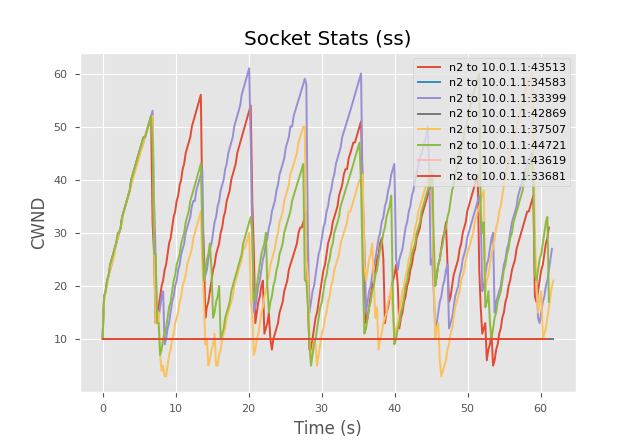 Socket Stats (ss)
n2 to 10.0.1.1:43513
n2 to 10.0.1.1:34583
n2 to 10.0.1.1:33399
n2 to 10.0.1.1:42869
n2 to 10.0.1.1:37507
n2 to 10.0.1.1:44721
n2 to 10.0.1.1:43619
n2 to 10.0.1.1:33681
60
50
40
30
20
10
CWND
0 10 20 30 40 50 60
Time (s)